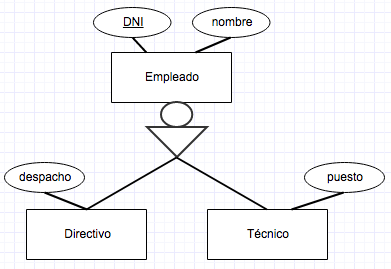 DNI
nombre
Empleado
despacho
puesto
Directivo
Técnico